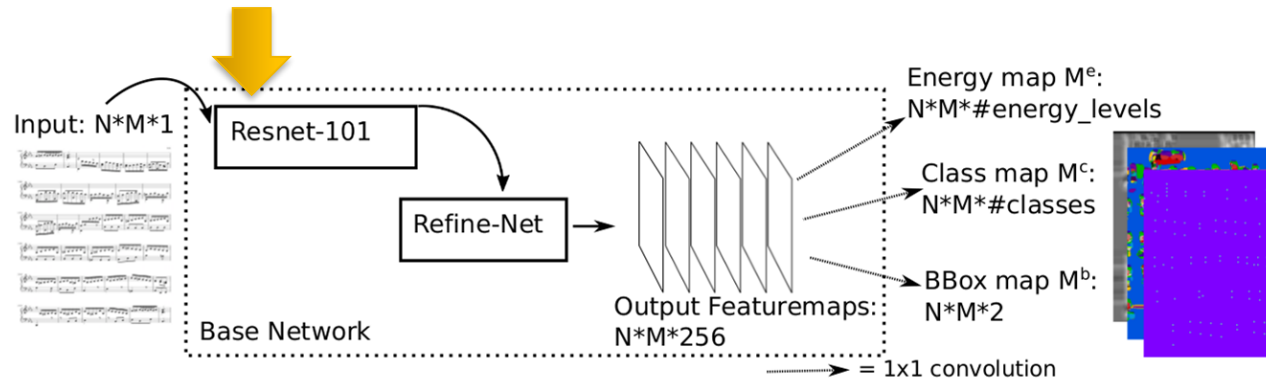 Input: N*M*1
Resnet-101
Refine-Net
Base Network
Output Featuremaps:
N*M*256
Energy map Mᵉ:
N*M*#energy_levels
Class map Mᶜ:
N*M*#classes
BBox map Mᵇ:
N*M*2
= 1x1 convolution